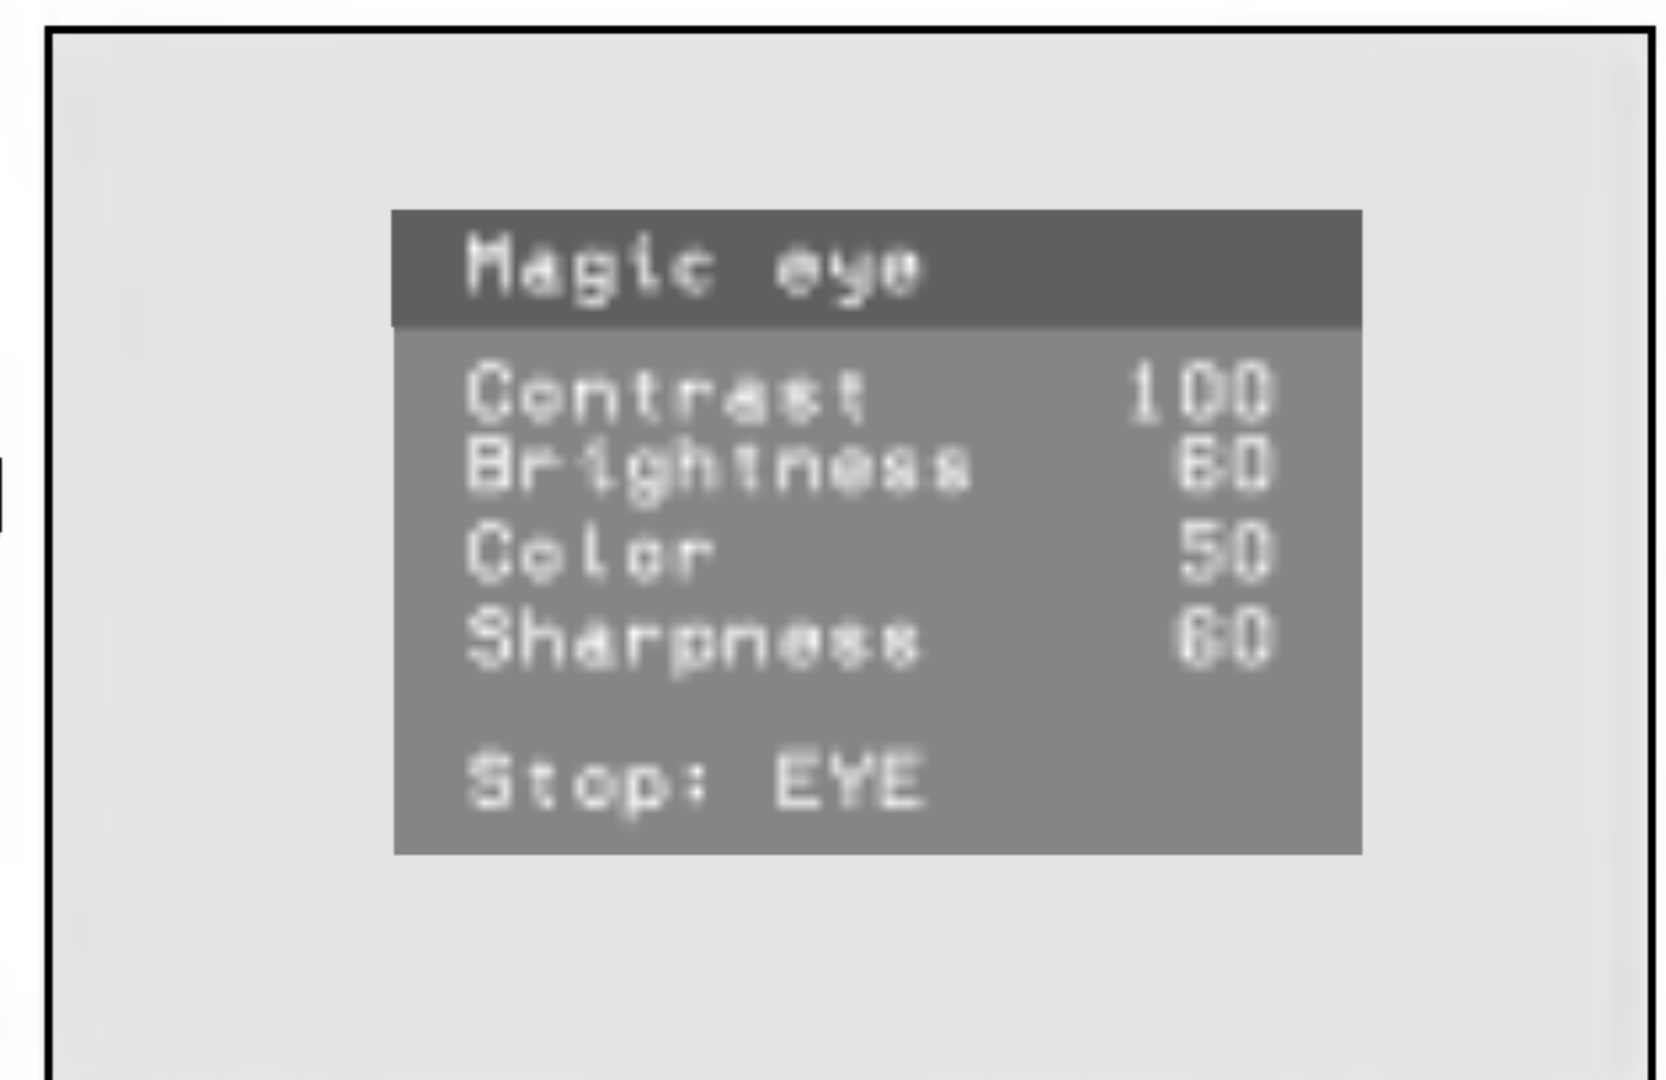 Magic eye
Contrast 100
Brightness 60
Color 50
Sharpness 60
Stop: EYE